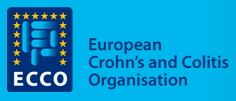 ECCO
European
Crohn's and Colitis
Organisation